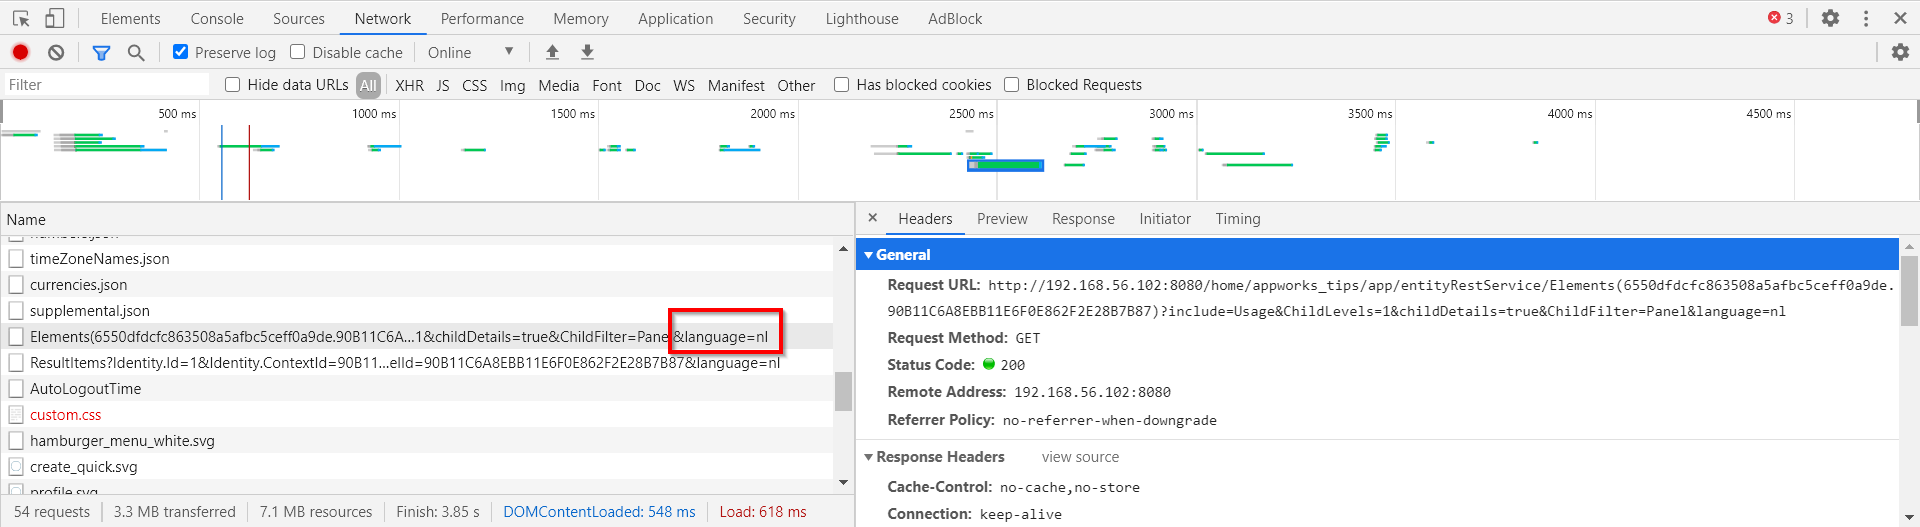 Elements Console Sources Network Performance Memory Application Security Lighthouse AdBlock 3
Preserve log Disable cache Online
Filter Hide data URLs All XHR JS CSS Img Media Font Doc WS Manifest Other Has blocked cookies Blocked Requests
500 ms 1000 ms 1500 ms 2000 ms 2500 ms 3000 ms 3500 ms 4000 ms 4500 ms
Name
timeZoneNames.json
currencies.json
supplemental.json
Elements(6550dfdcfc863508a5afbc5ceff0a9de.90B11C6A...1&childDetails=true&ChildFilter=Pane &language=nl
ResultItems?Identity.Id=1&Identity.ContextId=90B11...elId=90B11C6A8EBB11E6F0E862F2E28B7B87&language=nl
AutoLogoutTime
custom.css
hamburger_menu_white.svg
create_quick.svg
profile.svg
54 requests 3.3 MB transferred 7.1 MB resources Finish: 3.85 s DOMContentLoaded: 548 ms Load: 618 ms
× Headers Preview Response Initiator Timing
General
Request URL: http://192.168.56.102:8080/home/appworks_tips/app/entityRestService/Elements(6550dfdcfc863508a5afbc5ceff0a9de.
90B11C6A8EBB11E6F0E862F2E28B7B87)?include=Usage&ChildLevels=1&childDetails=true&ChildFilter=Panel&language=nl
Request Method: GET
Status Code: 200
Remote Address: 192.168.56.102:8080
Referrer Policy: no-referrer-when-downgrade
Response Headers view source
Cache-Control: no-cache,no-store
Connection: keep-alive